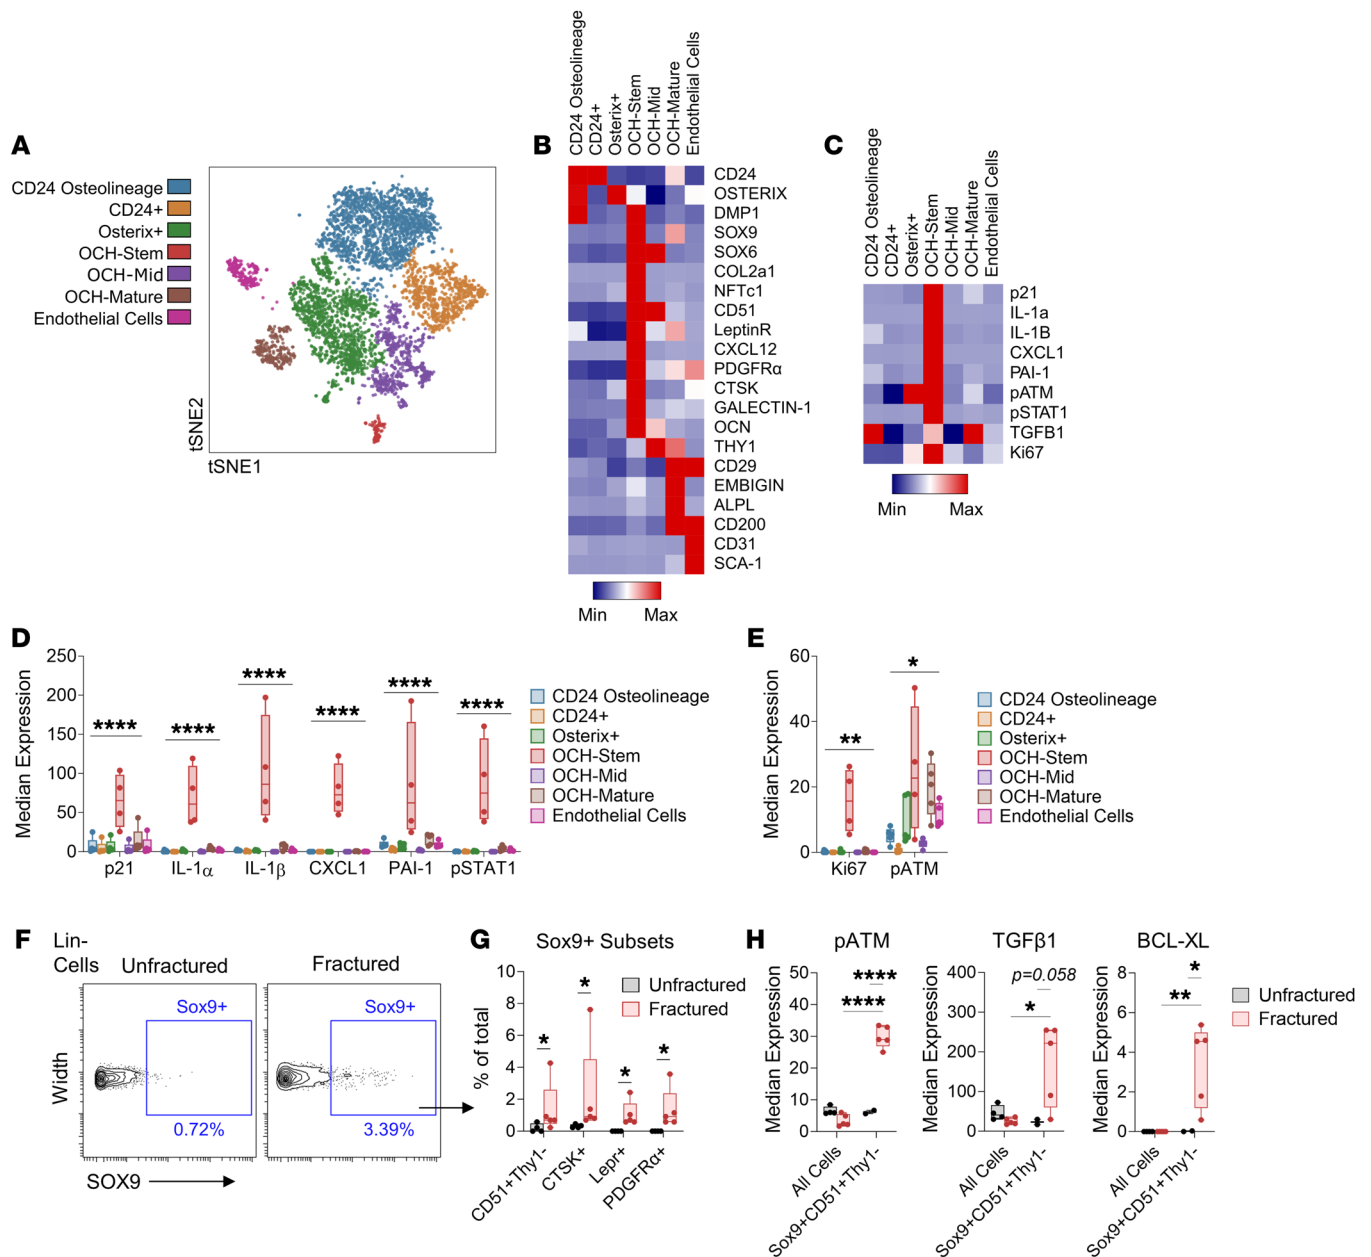 A
CD24 Osteolineage
CD24+
Osterix+
OCH-Stem
OCH-Mid
OCH-Mature
Endothelial Cells
tSNE2
tSNE1
B
CD24 Osteolineage
CD24+
Osterix+
OCH-Stem
OCH-Mid
OCH-Mature
Endothelial Cells
CD24
OSTERIX
DMP1
SOX9
SOX6
COL2a1
NFTc1
CD51
LeptinR
CXCL12
PDGFRα
CTSK
GALECTIN-1
OCN
THY1
CD29
EMBIGIN
ALPL
CD200
CD31
SCA-1
Min Max
C
CD24 Osteolineage
CD24+
Osterix+
OCH-Stem
OCH-Mid
OCH-Mature
Endothelial Cells
p21
IL-1a
IL-1B
CXCL1
PAI-1
pATM
pSTAT1
TGFB1
Ki67
Min Max
D
Median Expression
250
200
150
100
50
0
**** **** **** **** **** ****
p21 IL-1α IL-1β CXCL1 PAI-1 pSTAT1
CD24 Osteolineage
CD24+
Osterix+
OCH-Stem
OCH-Mid
OCH-Mature
Endothelial Cells
E
Median Expression
60
40
20
0
** *
Ki67 pATM
CD24 Osteolineage
CD24+
Osterix+
OCH-Stem
OCH-Mid
OCH-Mature
Endothelial Cells
F
Lin-
Cells
Unfractured Fractured
Sox9+ Sox9+
Width
0.72% 3.39%
SOX9
G
Sox9+ Subsets
% of total
10
8
6
4
2
0
* * * *
Unfractured
Fractured
CD51+Thy1-
CTSK+
Lepr+
PDGFRα+
H
pATM
Median Expression
50
40
30
20
10
0
****
****
All Cells
Sox9+CD51+Thy1-
TGFβ1
Median Expression
400
300
200
100
0
p=0.058
*
All Cells
Sox9+CD51+Thy1-
BCL-XL
Median Expression
8
6
4
2
0
*
**
All Cells
Sox9+CD51+Thy1-
Unfractured
Fractured